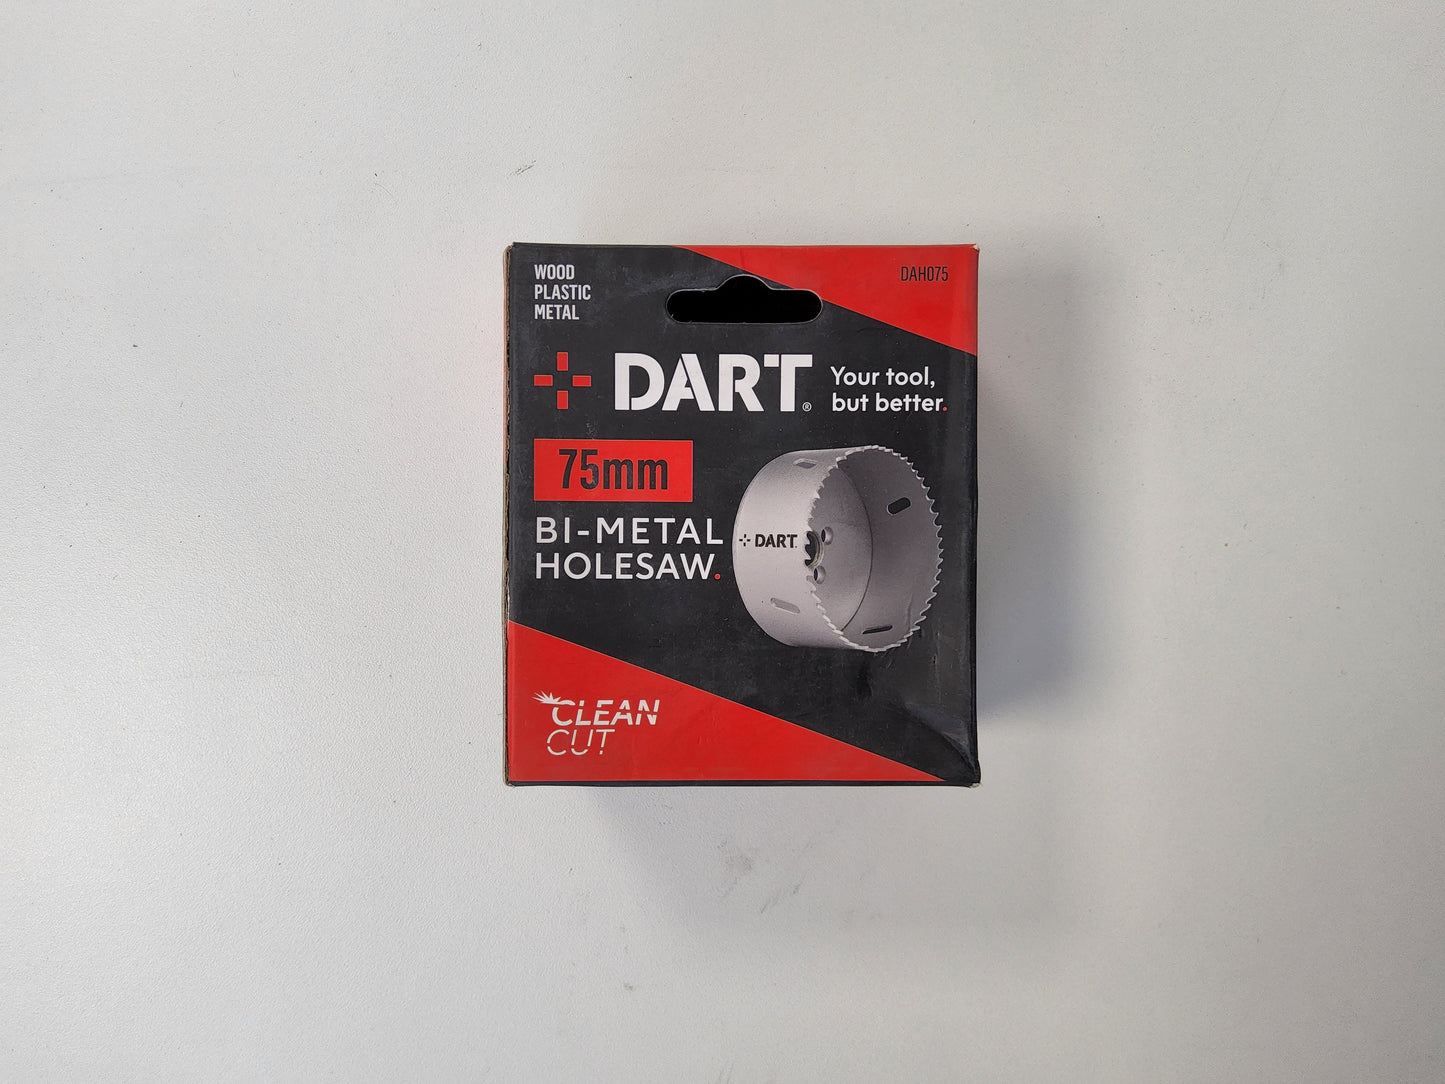 WOOD
PLASTIC
METAL
DAH075
DART®
Your tool,
but better.
75mm
BI-METAL
HOLESAW.
DART
CLEAN
CUT